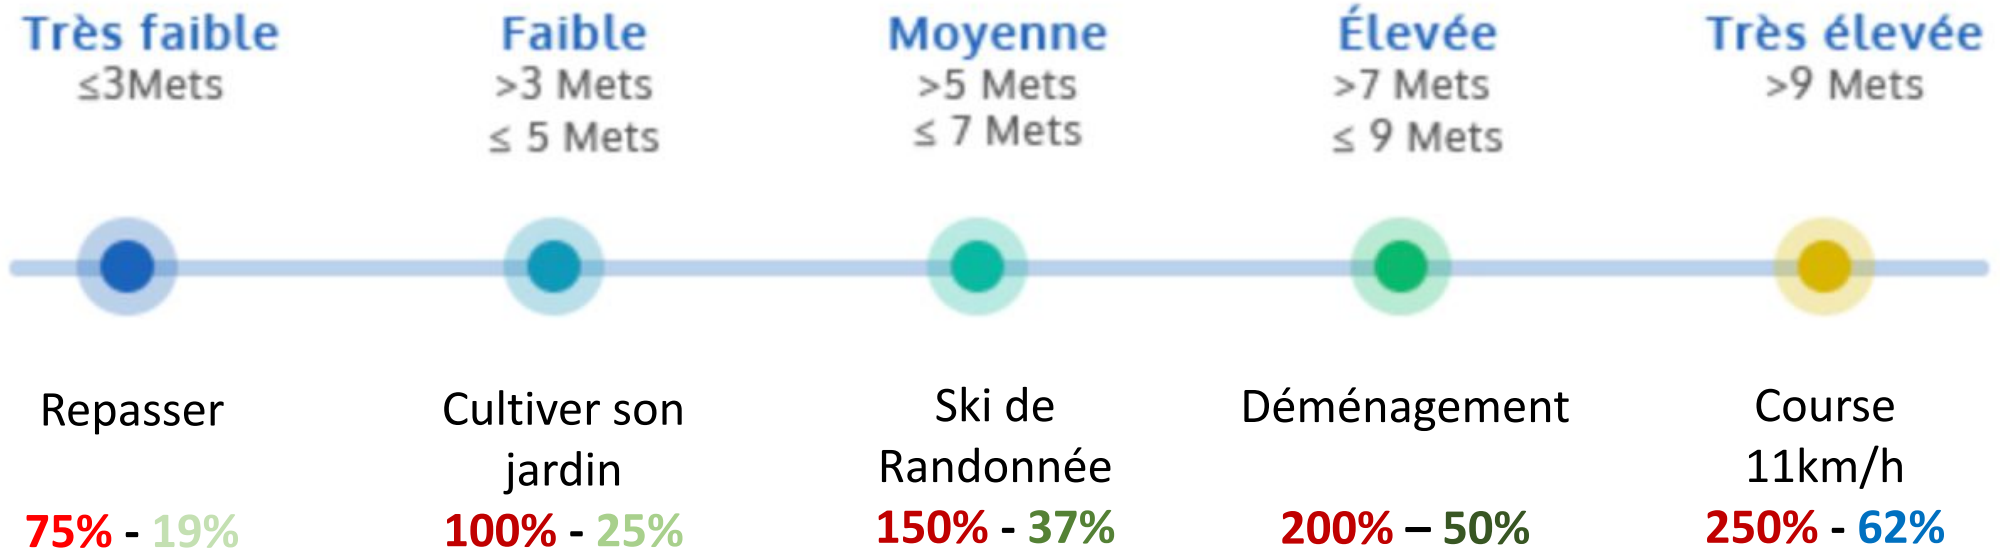 Très faible
≤3Mets
Faible
>3 Mets
≤ 5 Mets
Moyenne
>5 Mets
≤ 7 Mets
Élevée
>7 Mets
≤ 9 Mets
Très élevée
>9 Mets
Repasser
75% - 19%
Cultiver son
jardin
100% - 25%
Ski de
Randonnée
150% - 37%
Déménagement
200% – 50%
Course
11km/h
250% - 62%